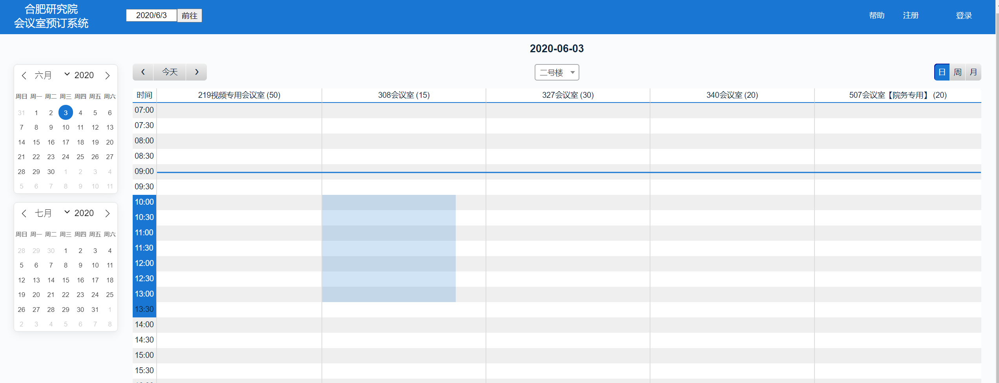 合肥研究院
会议室预订系统
2020/6/3 前往
帮助 注册 登录
2020-06-03
今天
二号楼
日 周 月
六月 2020
周日 周一 周二 周三 周四 周五 周六
31 1 2 3 4 5 6
7 8 9 10 11 12 13
14 15 16 17 18 19 20
21 22 23 24 25 26 27
28 29 30 1 2 3 4
5 6 7 8 9 10 11
七月 2020
周日 周一 周二 周三 周四 周五 周六
28 29 30 1 2 3 4
5 6 7 8 9 10 11
12 13 14 15 16 17 18
19 20 21 22 23 24 25
26 27 28 29 30 31 1
2 3 4 5 6 7 8
时间 219视频专用会议室 (50) 308会议室 (15) 327会议室 (30) 340会议室 (20) 507会议室【院务专用】 (20)
07:00
07:30
08:00
08:30
09:00
09:30
10:00
10:30
11:00
11:30
12:00
12:30
13:00
13:30
14:00
14:30
15:00
15:30